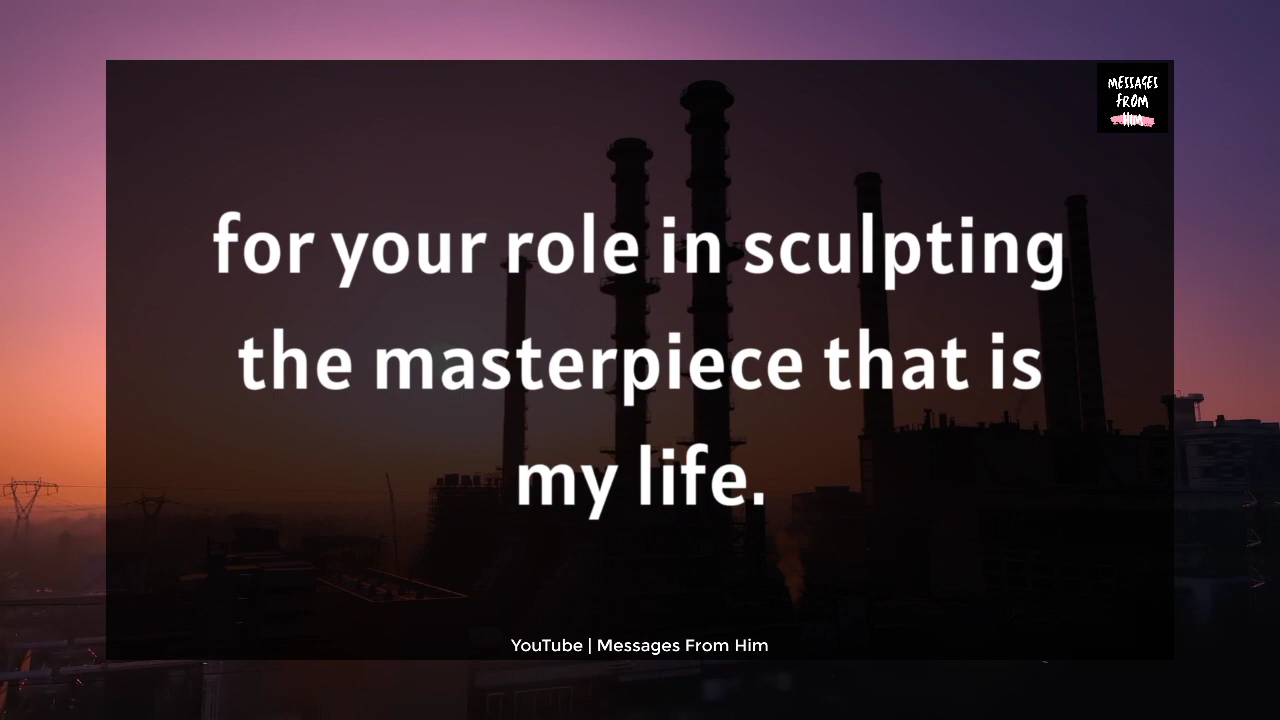 MESSAGES
FROM
HIM
for your role in sculpting
the masterpiece that is
my life.
YouTube | Messages From Him